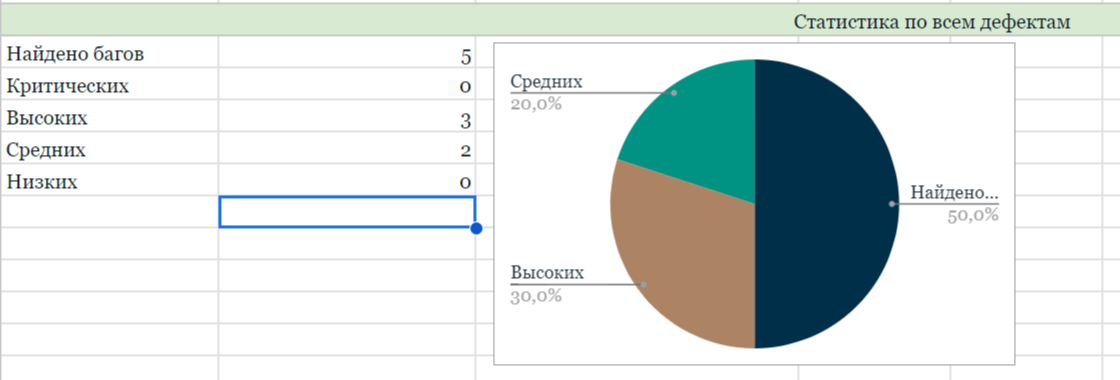 Статистика по всем дефектам
Найдено багов 5
Критических 0
Высоких 3
Средних 2
Низких 0
Средних
20,0%
Найдено...
50,0%
Высоких
30,0%